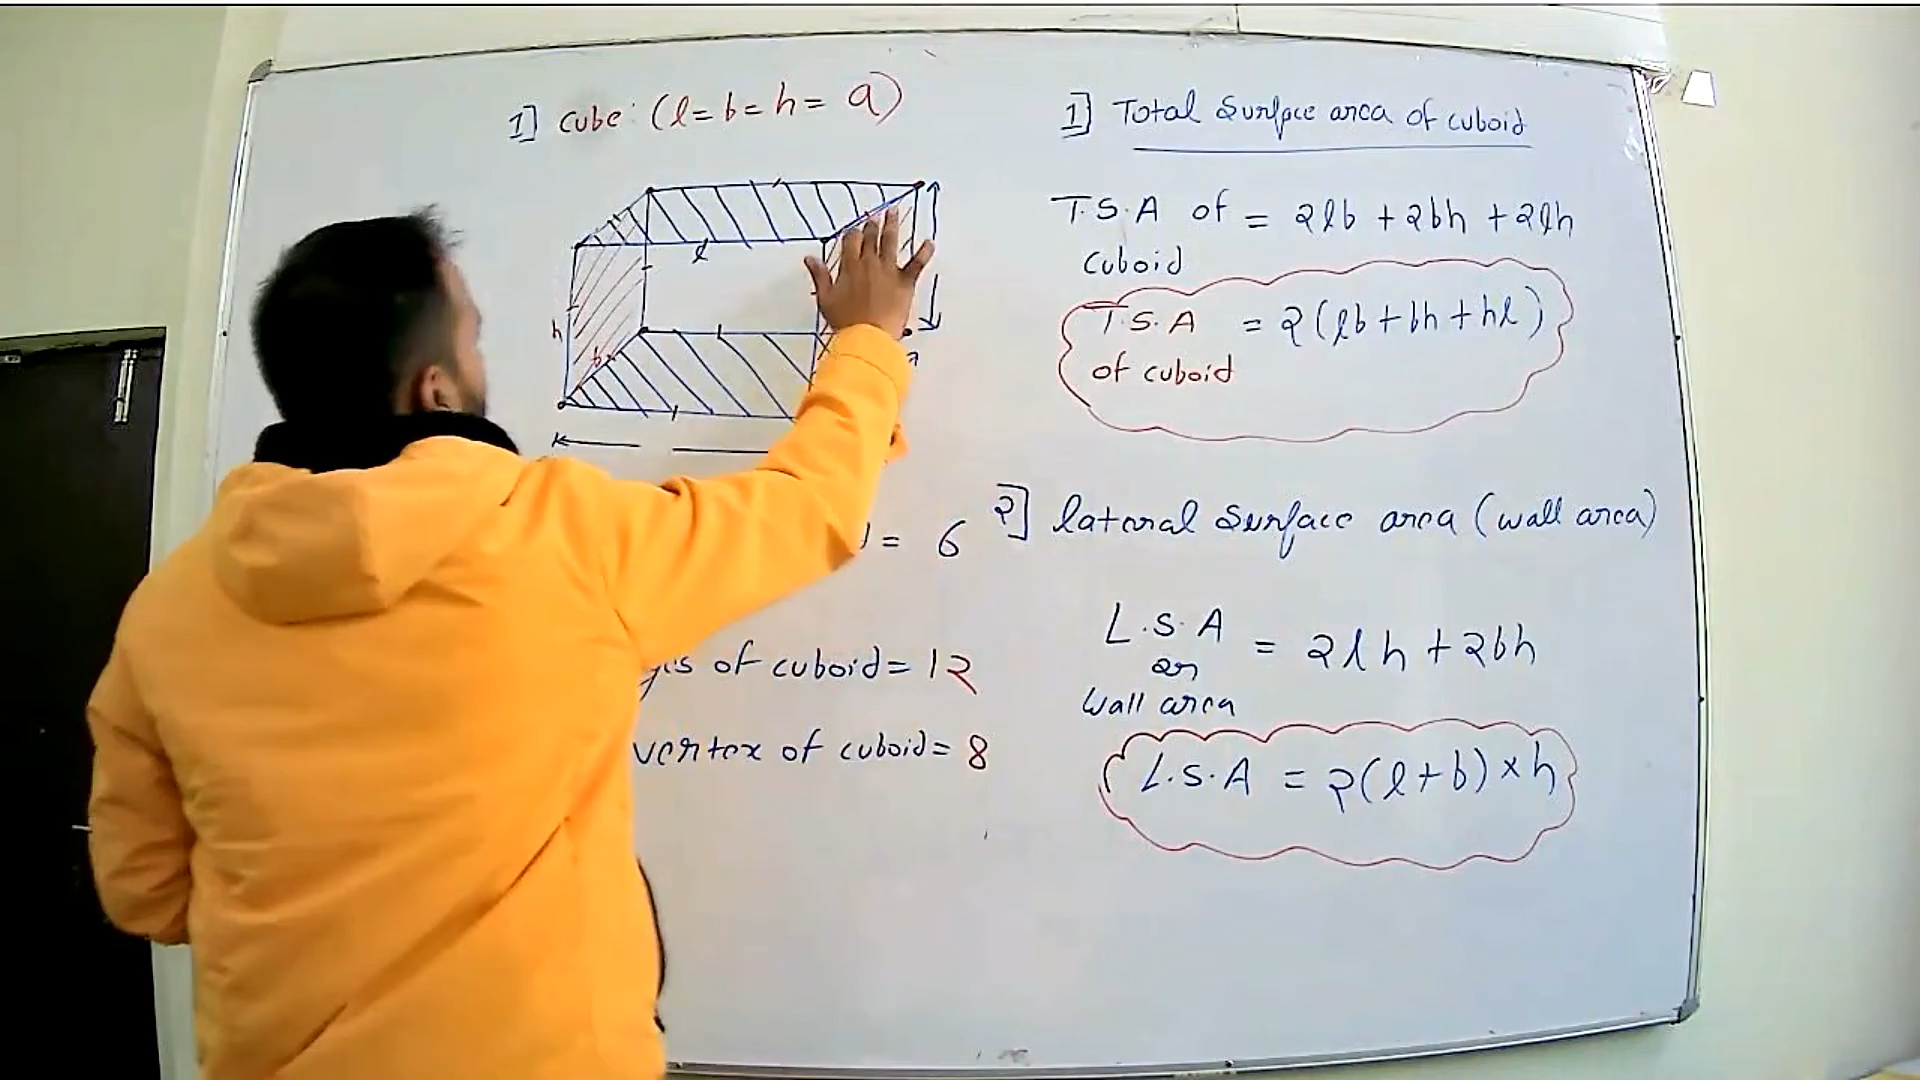 1] cube: (l=b=h= a)
l
h
b
= 6
of cuboid = 12
vertex of cuboid = 8
1] Total Surface area of cuboid
T.S.A of = 2lb + 2bh + 2lh
cuboid
T.S.A = 2(lb+bh+hl)
of cuboid
2] lateral Surface area (wall area)
L.S.A = 2lh + 2bh
or
Wall area
L.S.A = 2(l+b)×h